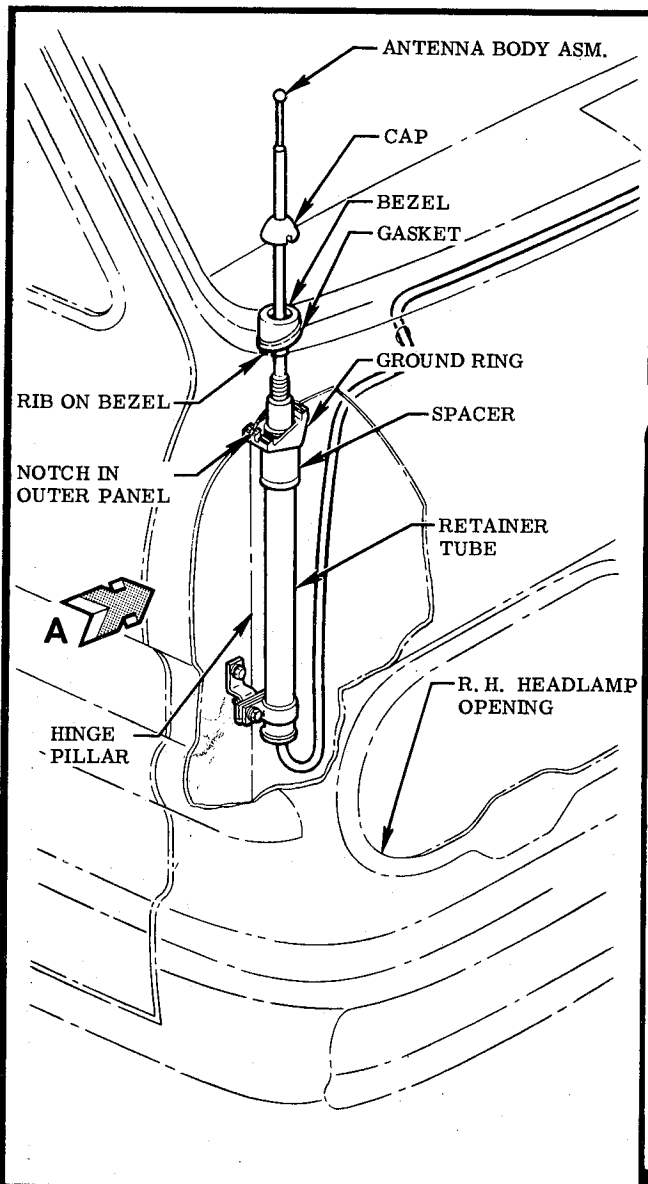 ANTENNA BODY ASM.
CAP
BEZEL
GASKET
GROUND RING
RIB ON BEZEL
SPACER
NOTCH IN
OUTER PANEL
RETAINER
TUBE
A
R. H. HEADLAMP
OPENING
HINGE
PILLAR